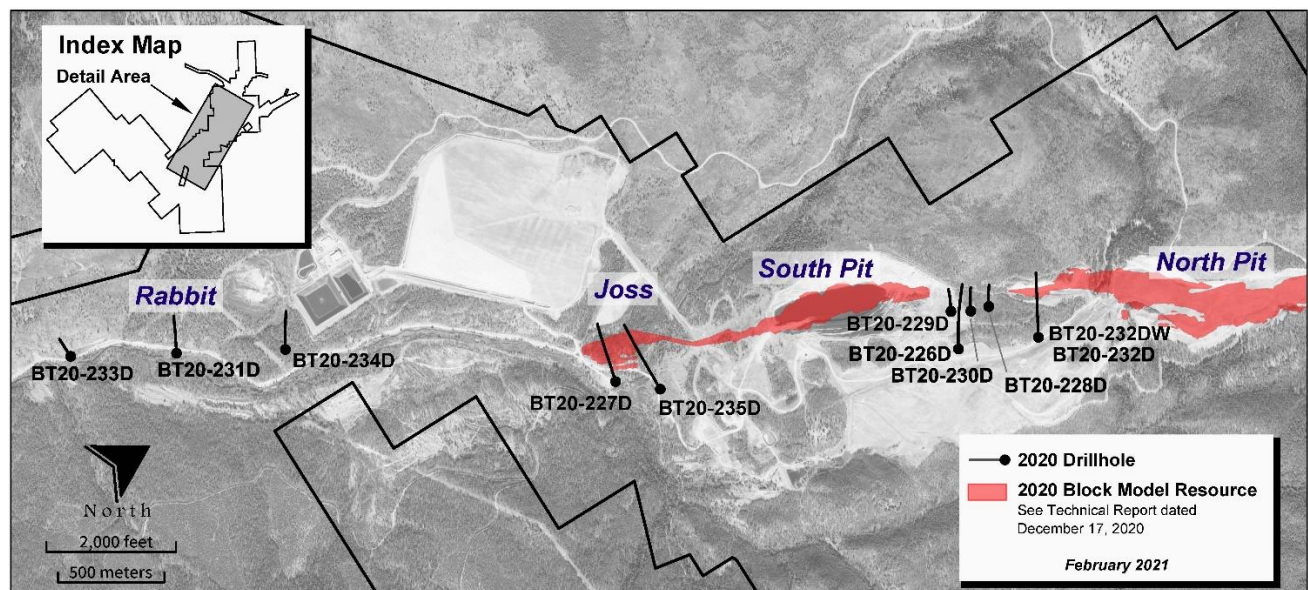 Index Map
Detail Area
Rabbit
Joss
South Pit
North Pit
BT20-233D
BT20-231D
BT20-234D
BT20-227D
BT20-235D
BT20-229D
BT20-226D
BT20-230D
BT20-228D
BT20-232DW
BT20-232D
North
2,000 feet
500 meters
2020 Drillhole
2020 Block Model Resource
See Technical Report dated
December 17, 2020
February 2021